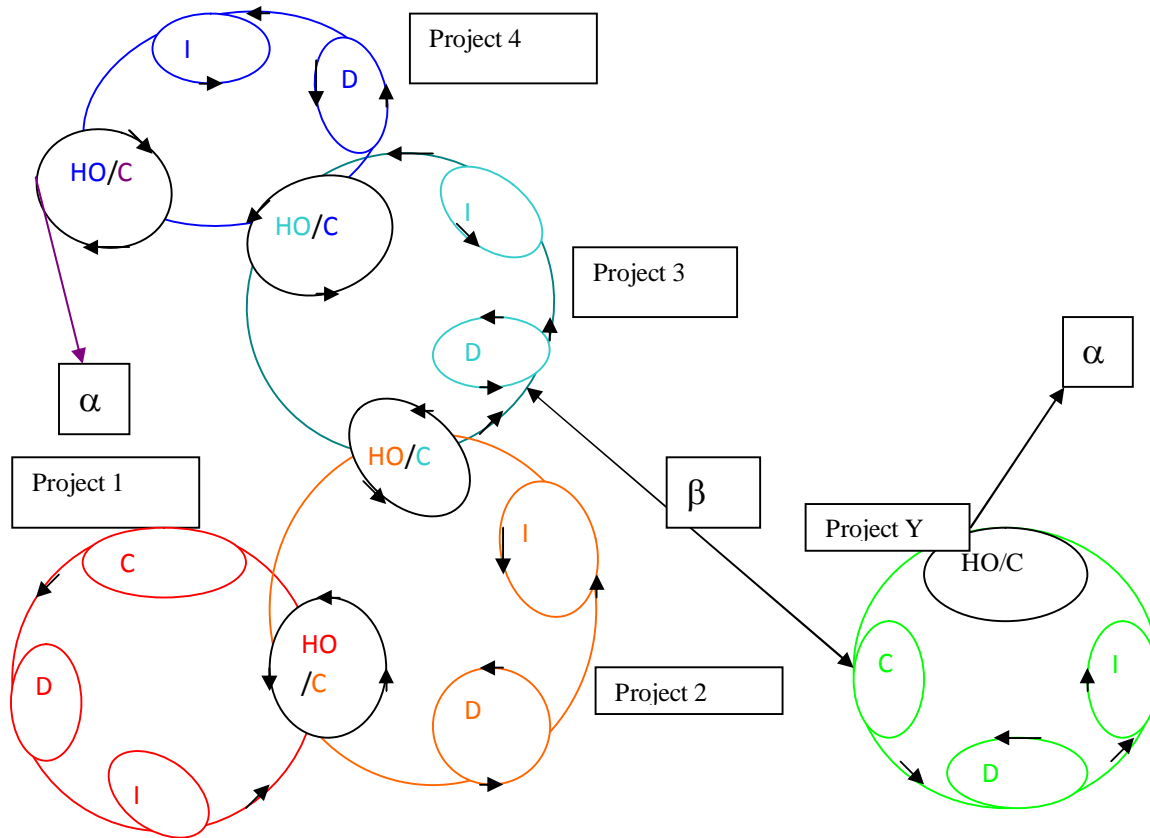 I
Project 4
D
HO/C
HO/C
I
Project 3
D
α
α
HO/C
Project 1
β
I
Project Y
C
HO/C
HO
/C
D
Project 2
C
I
D
D
I